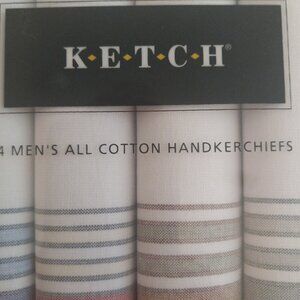 K·E·T·C·H®
4 MEN'S ALL COTTON HANDKERCHIEFS